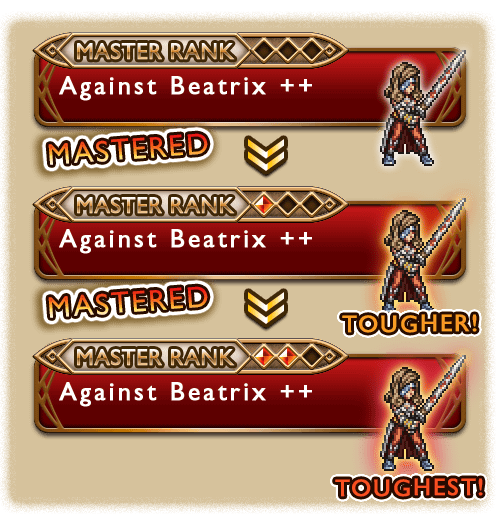 MASTER RANK
Against Beatrix ++
MASTERED
MASTER RANK
Against Beatrix ++
MASTERED
TOUGHER!
MASTER RANK
Against Beatrix ++
TOUGHEST!